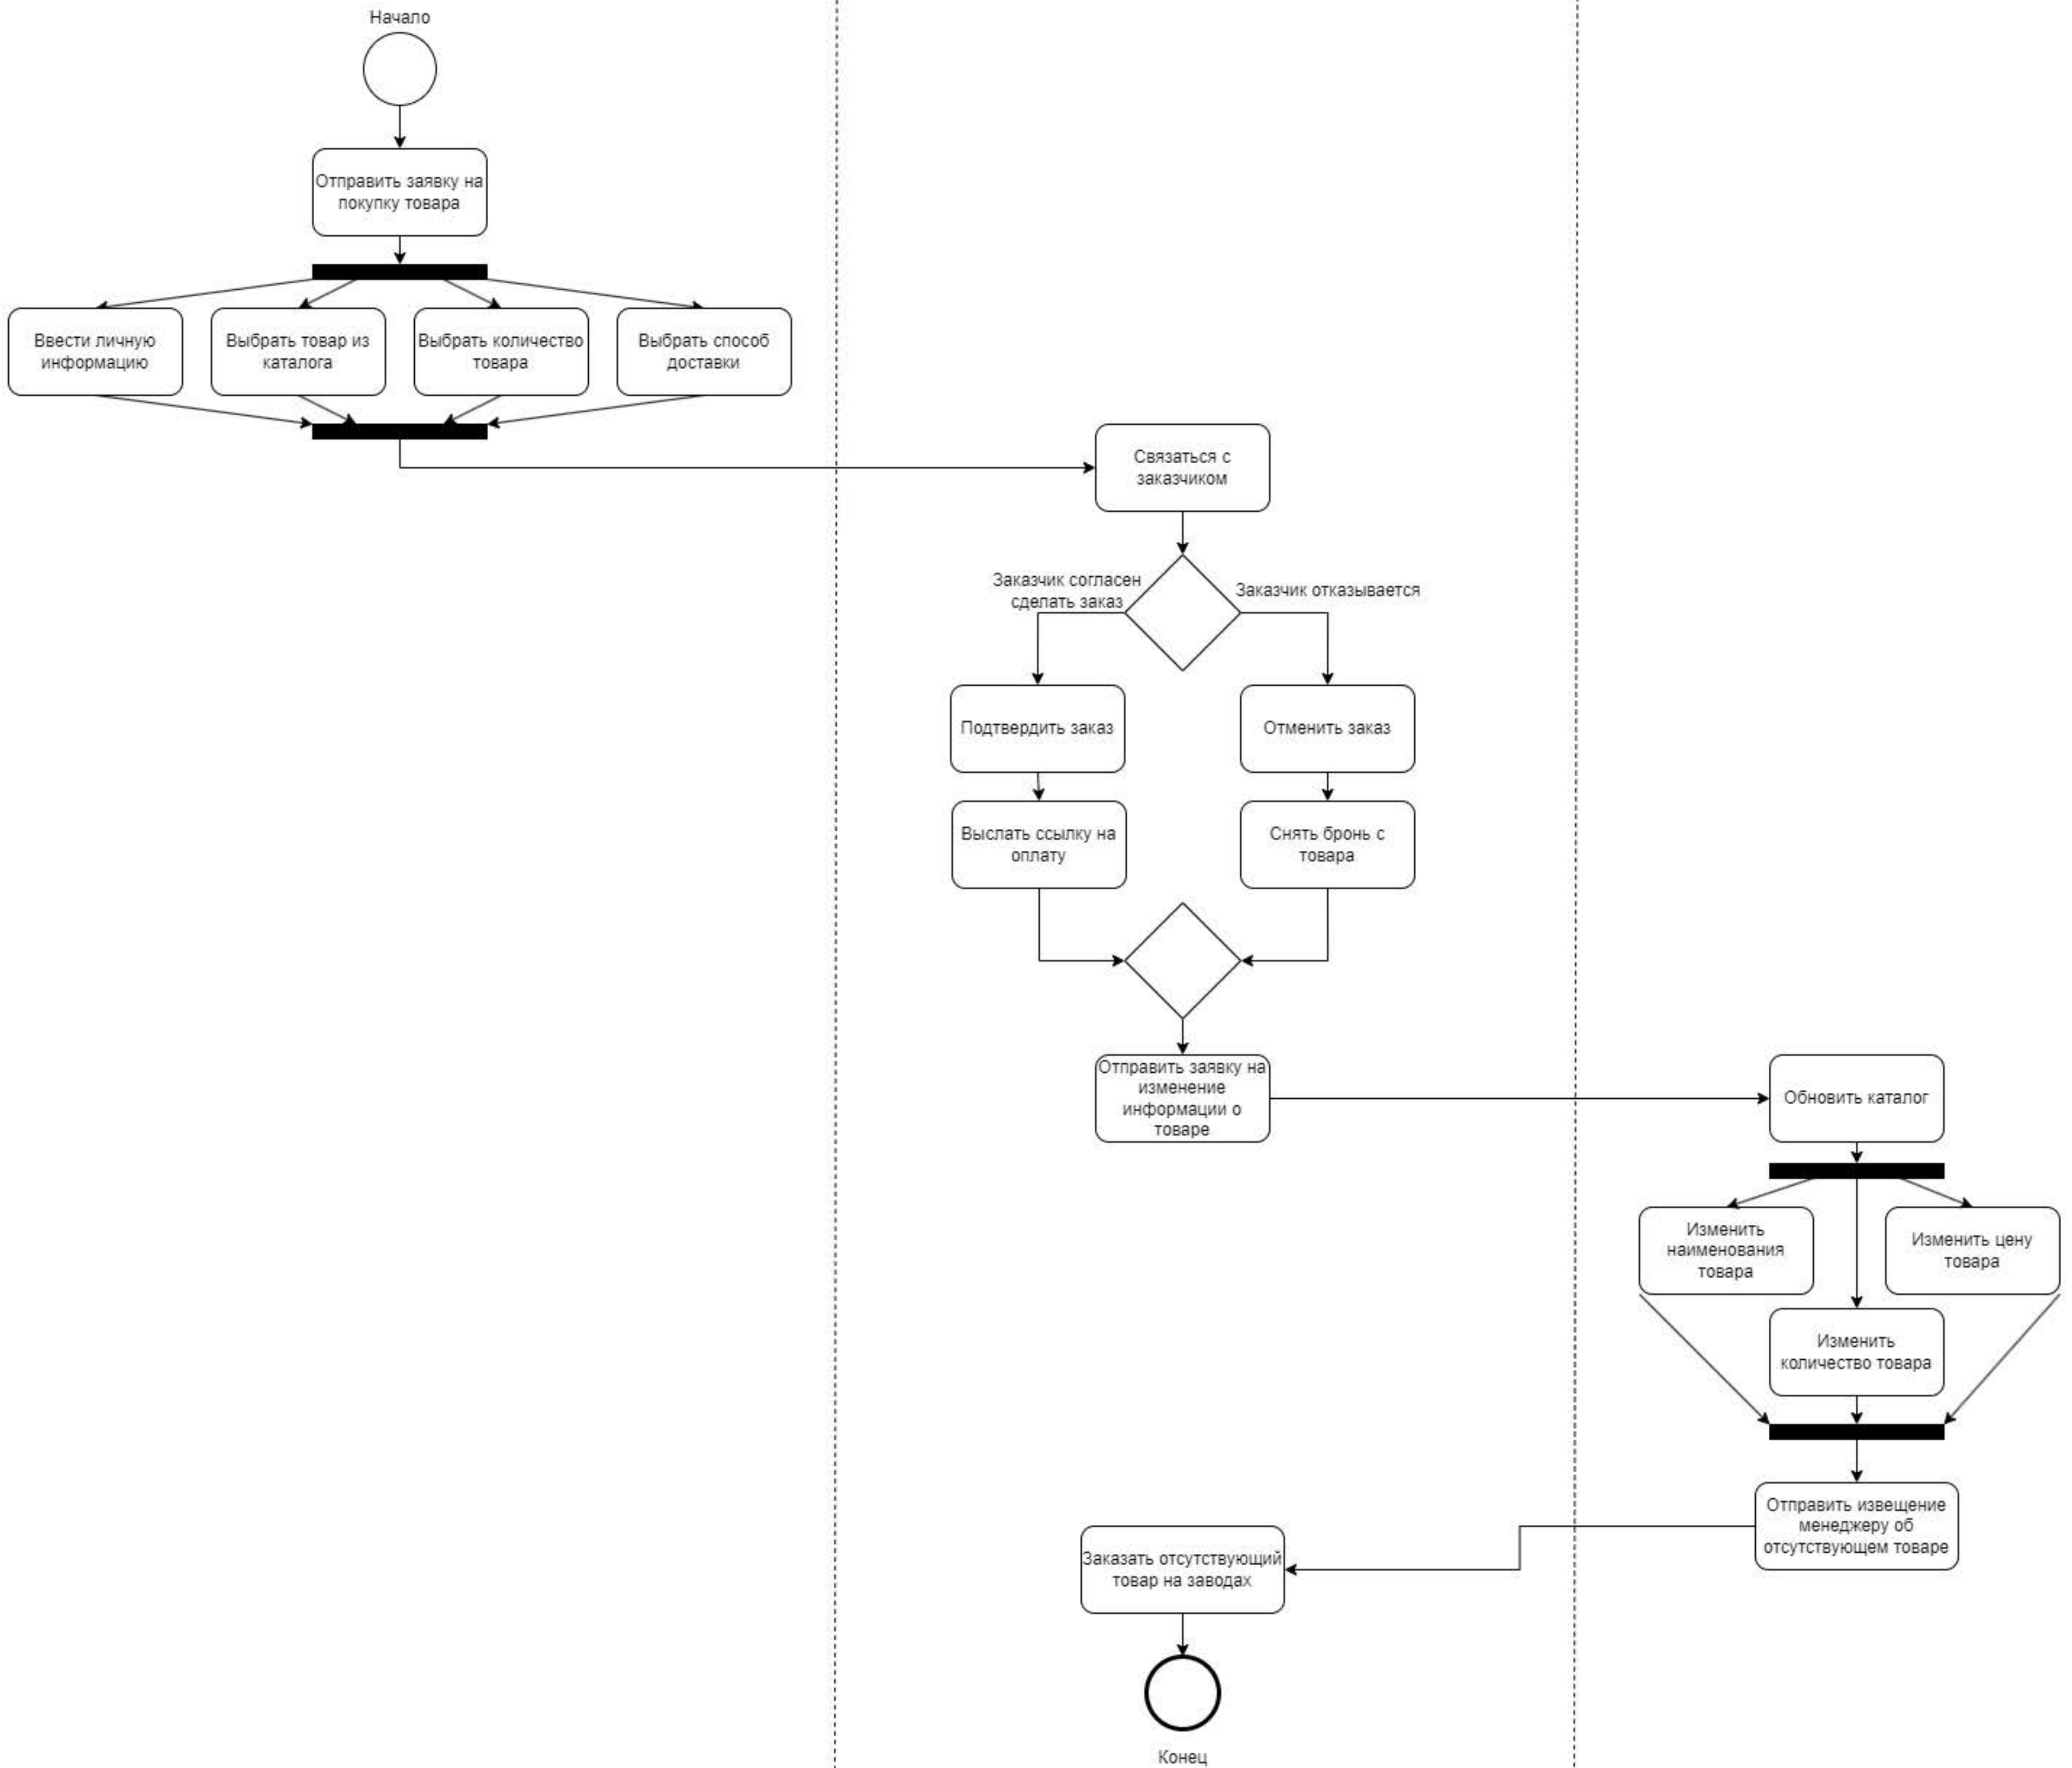 Начало
Отправить заявку на
покупку товара
Ввести личную
информацию
Выбрать товар из
каталога
Выбрать количество
товара
Выбрать способ
доставки
Связаться с
заказчиком
Заказчик согласен
сделать заказ
Заказчик отказывается
Подтвердить заказ
Отменить заказ
Выслать ссылку на
оплату
Снять бронь с
товара
Отправить заявку на
изменение
информации о
товаре
Обновить каталог
Изменить
наименования
товара
Изменить цену
товара
Изменить
количество товара
Отправить извещение
менеджеру об
отсутствующем товаре
Заказать отсутствующий
товар на заводах
Конец